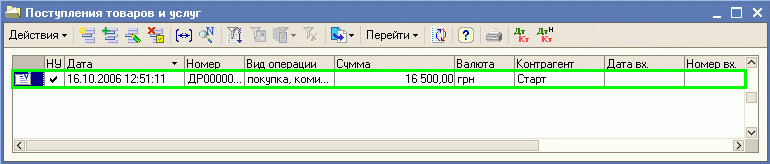 Поступления товаров и услуг
Действия Перейти ? Дт Кт Дт Н Кт
НУ Дата Номер Вид операции Сумма Валюта Контрагент Дата вх. Номер вх.
16.10.2006 12:51:11 ДР00000... покупка, коми... 16 500,00 грн Старт